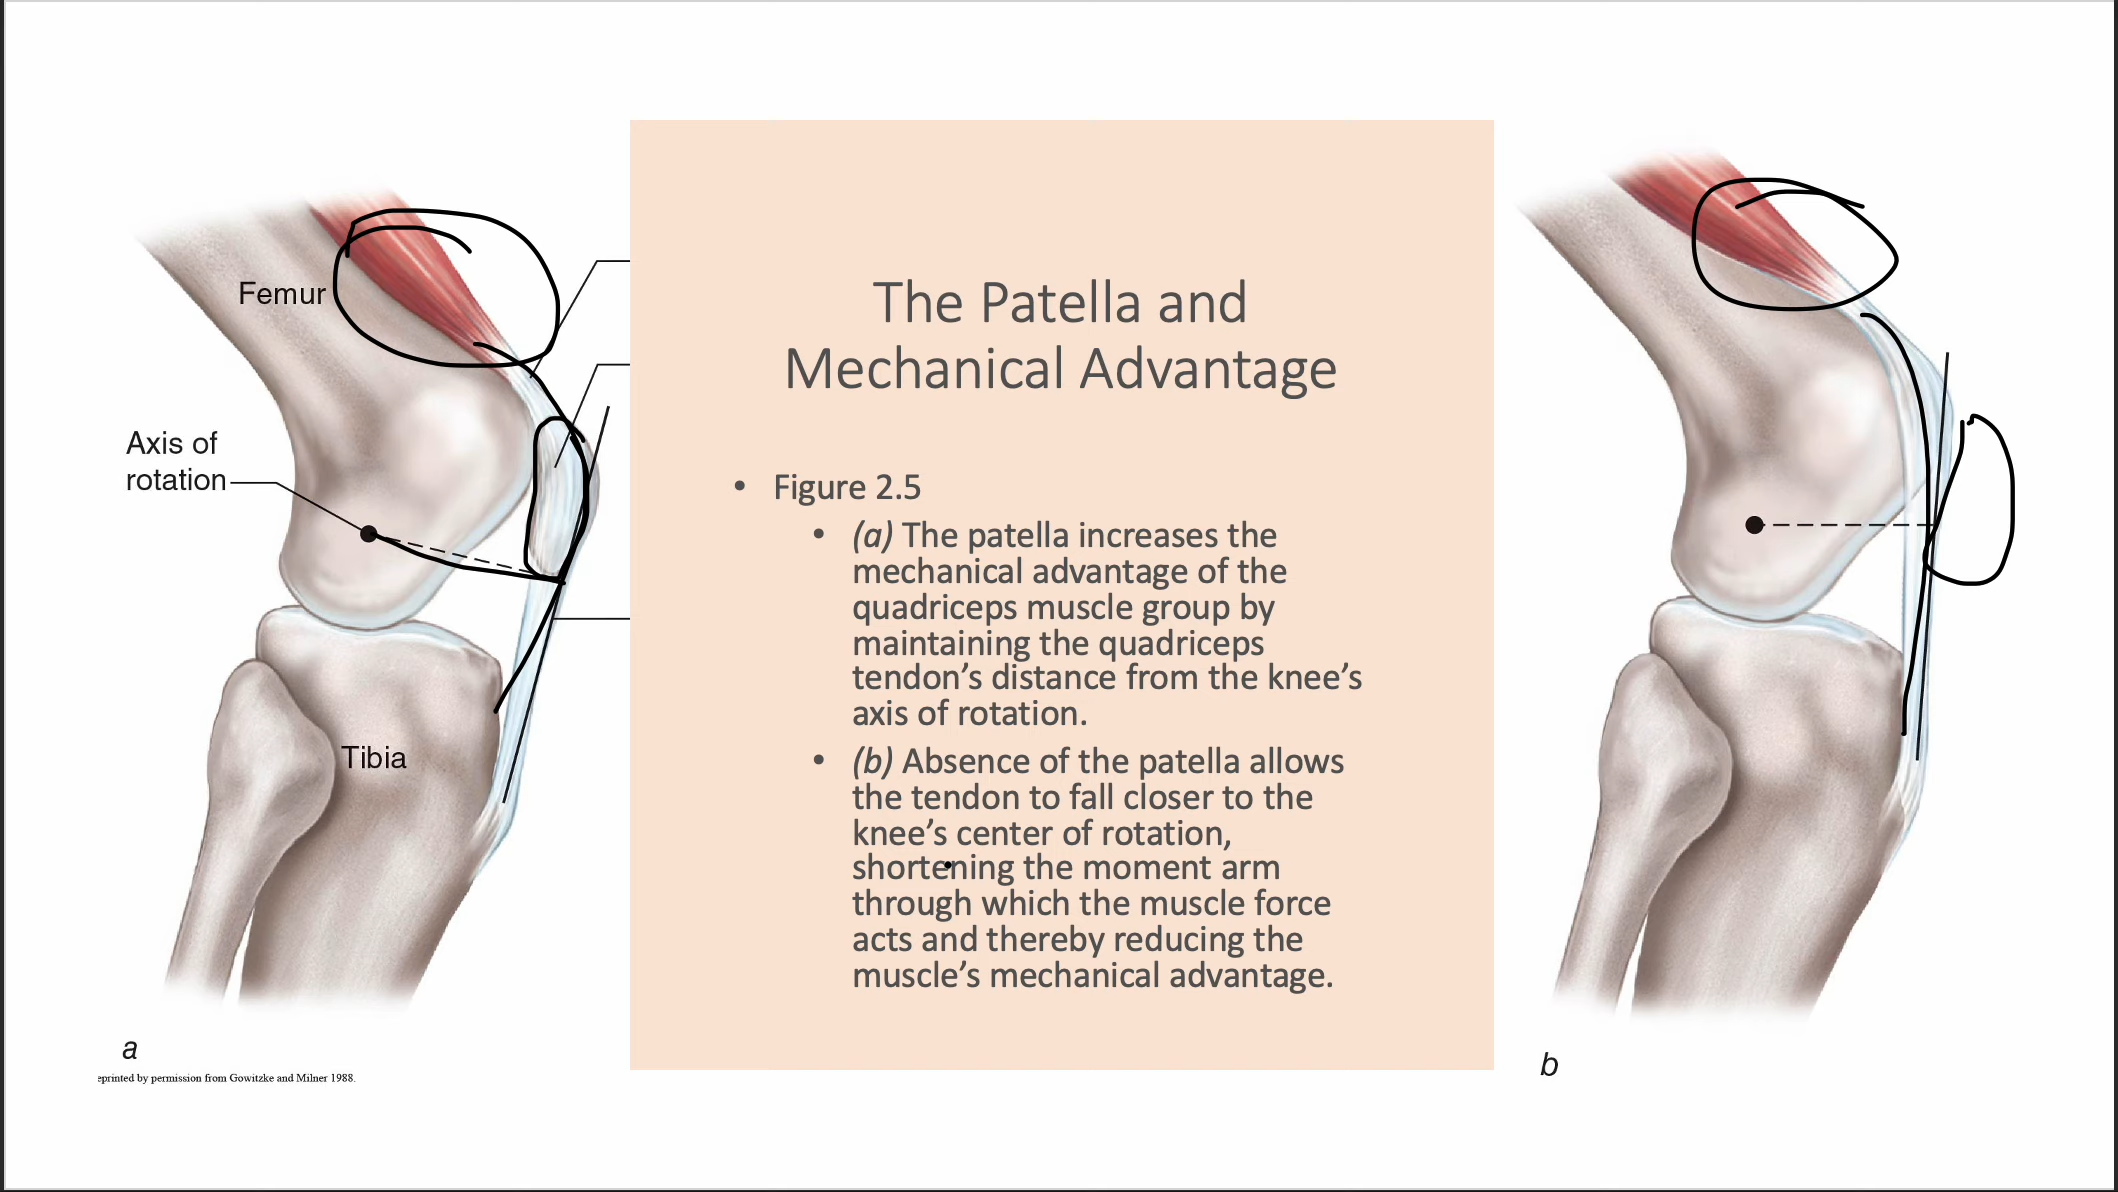 Femur
Axis of
rotation
Tibia
a
eprinted by permission from Gowitzke and Milner 1988.
The Patella and
Mechanical Advantage
• Figure 2.5
• (a) The patella increases the
mechanical advantage of the
quadriceps muscle group by
maintaining the quadriceps
tendon’s distance from the knee’s
axis of rotation.
• (b) Absence of the patella allows
the tendon to fall closer to the
knee’s center of rotation,
shortening the moment arm
through which the muscle force
acts and thereby reducing the
muscle’s mechanical advantage.
b